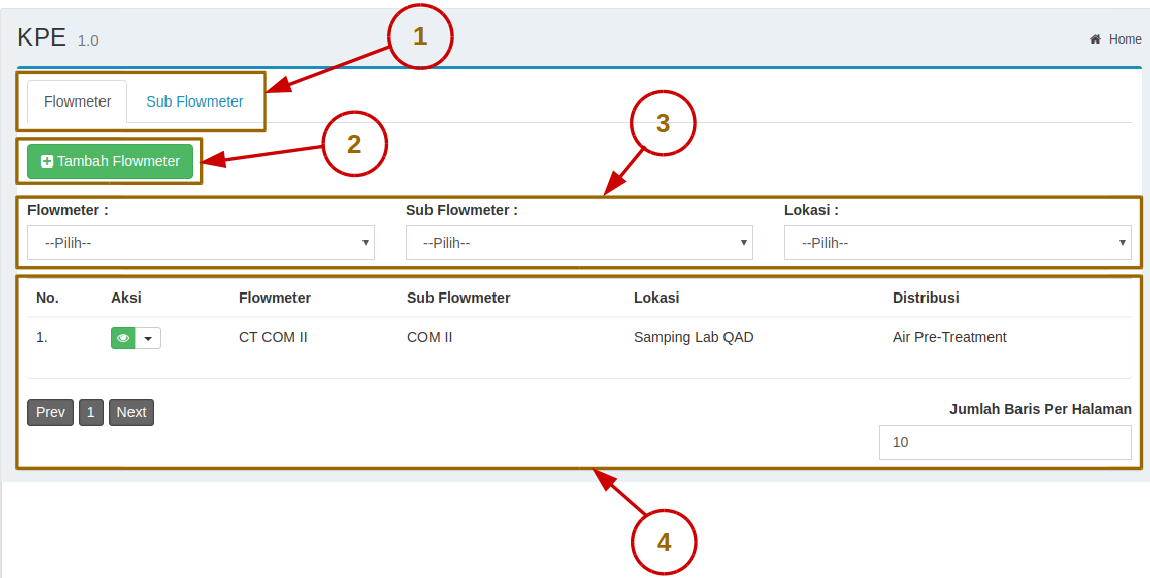 KPE 1.0
Home
1
Flowmeter Sub Flowmeter
2
Tambah Flowmeter
3
Flowmeter : Sub Flowmeter : Lokasi :
--Pilih-- --Pilih-- --Pilih--
No. Aksi Flowmeter Sub Flowmeter Lokasi Distribusi
1. CT COM II COM II Samping Lab QAD Air Pre-Treatment
Prev 1 Next
Jumlah Baris Per Halaman
10
4